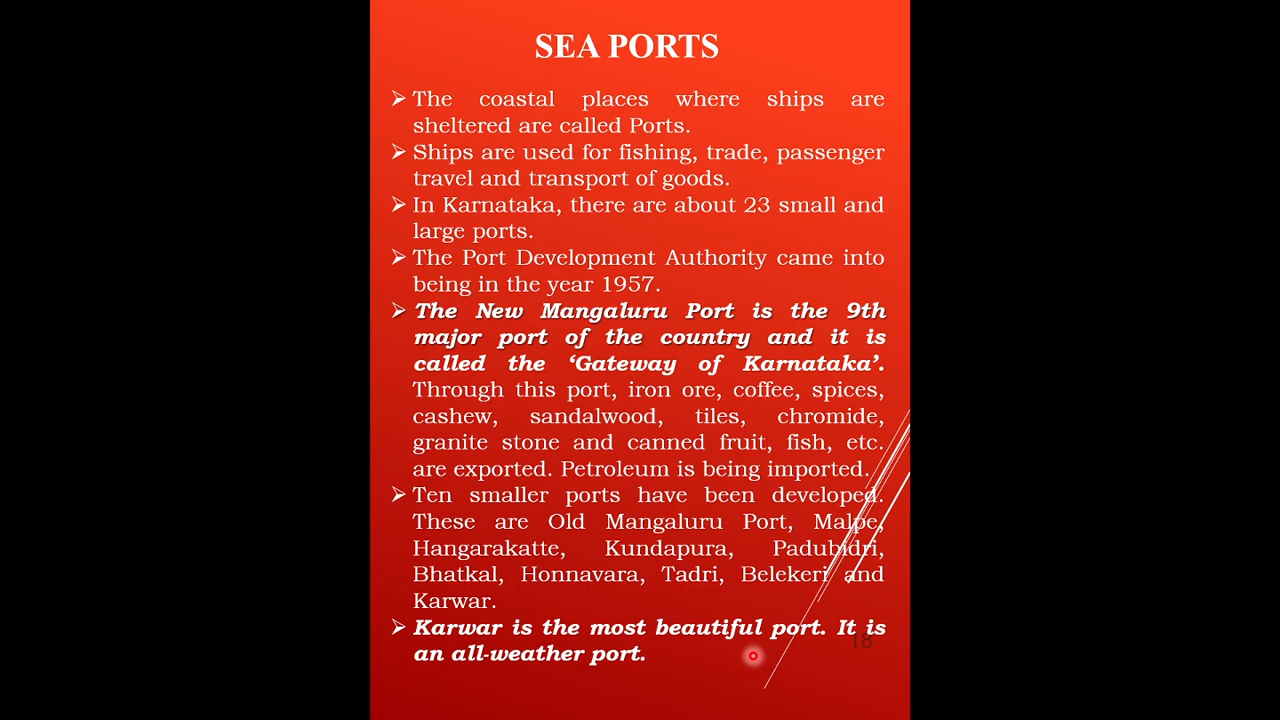 SEA PORTS
➢ The coastal places where ships are
sheltered are called Ports.
➢ Ships are used for fishing, trade, passenger
travel and transport of goods.
➢ In Karnataka, there are about 23 small and
large ports.
➢ The Port Development Authority came into
being in the year 1957.
➢ The New Mangaluru Port is the 9th
major port of the country and it is
called the ‘Gateway of Karnataka’.
Through this port, iron ore, coffee, spices,
cashew, sandalwood, tiles, chromide,
granite stone and canned fruit, fish, etc.
are exported. Petroleum is being imported.
➢ Ten smaller ports have been developed.
These are Old Mangaluru Port, Malpe,
Hangarakatte, Kundapura, Padubidri,
Bhatkal, Honnavara, Tadri, Belekeri and
Karwar.
➢ Karwar is the most beautiful port. It is
an all-weather port.
18